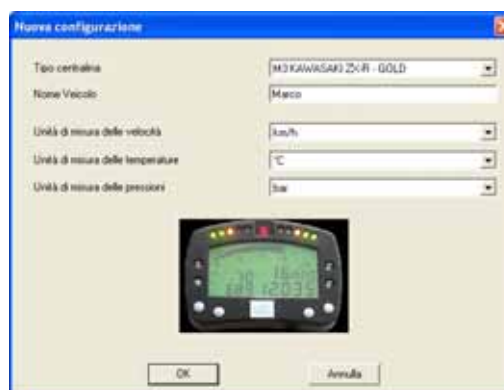 Nuova configurazione
Tipo centralina
M3 KAWASAKI ZX-R - GOLD
Nome Veicolo
Marco
Unità di misura delle velocità
km/h
Unità di misura delle temperature
°C
Unità di misura delle pressioni
bar
12035
OK
Annulla